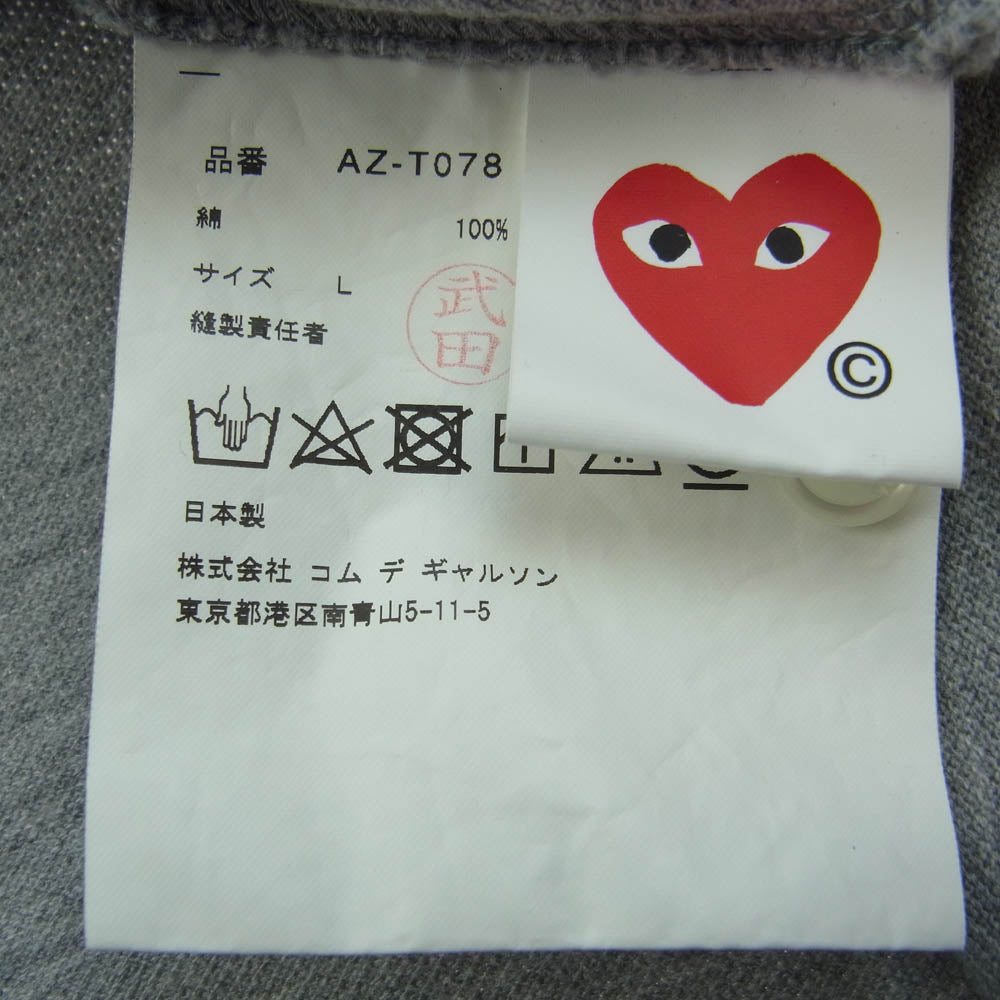 品番 AZ-T078
綿 100%
サイズ L
縫製責任者 武田
日本製
株式会社 コム デ ギャルソン
東京都港区南青山5-11-5
©